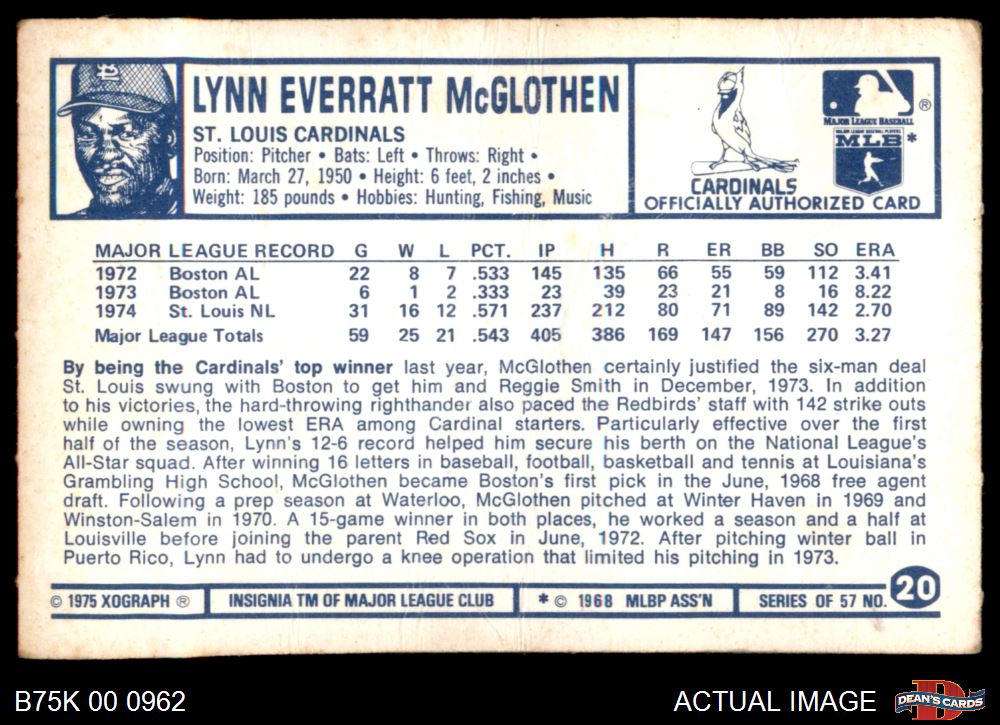 LYNN EVERRATT McGLOTHEN
ST. LOUIS CARDINALS
Position: Pitcher • Bats: Left • Throws: Right •
Born: March 27, 1950 • Height: 6 feet, 2 inches •
Weight: 185 pounds • Hobbies: Hunting, Fishing, Music
MAJOR LEAGUE BASEBALL
®
MAJOR LEAGUE BASEBALL PLAYERS
MLB *
CARDINALS
OFFICIALLY AUTHORIZED CARD
MAJOR LEAGUE RECORD G W L PCT. IP H R ER BB SO ERA
1972 Boston AL 22 8 7 .533 145 135 66 55 59 112 3.41
1973 Boston AL 6 1 2 .333 23 39 23 21 8 16 8.22
1974 St. Louis NL 31 16 12 .571 237 212 80 71 89 142 2.70
Major League Totals 59 25 21 .543 405 386 169 147 156 270 3.27
By being the Cardinals' top winner last year, McGlothen certainly justified the six-man deal
St. Louis swung with Boston to get him and Reggie Smith in December, 1973. In addition
to his victories, the hard-throwing righthander also paced the Redbirds' staff with 142 strike outs
while owning the lowest ERA among Cardinal starters. Particularly effective over the first
half of the season, Lynn's 12-6 record helped him secure his berth on the National League's
All-Star squad. After winning 16 letters in baseball, football, basketball and tennis at Louisiana's
Grambling High School, McGlothen became Boston's first pick in the June, 1968 free agent
draft. Following a prep season at Waterloo, McGlothen pitched at Winter Haven in 1969 and
Winston-Salem in 1970. A 15-game winner in both places, he worked a season and a half at
Louisville before joining the parent Red Sox in June, 1972. After pitching winter ball in
Puerto Rico, Lynn had to undergo a knee operation that limited his pitching in 1973.
© 1975 XOGRAPH ® INSIGNIA TM OF MAJOR LEAGUE CLUB * © 1968 MLBP ASS'N SERIES OF 57 NO. 20
B75K 00 0962 ACTUAL IMAGE DEAN'S CARDS